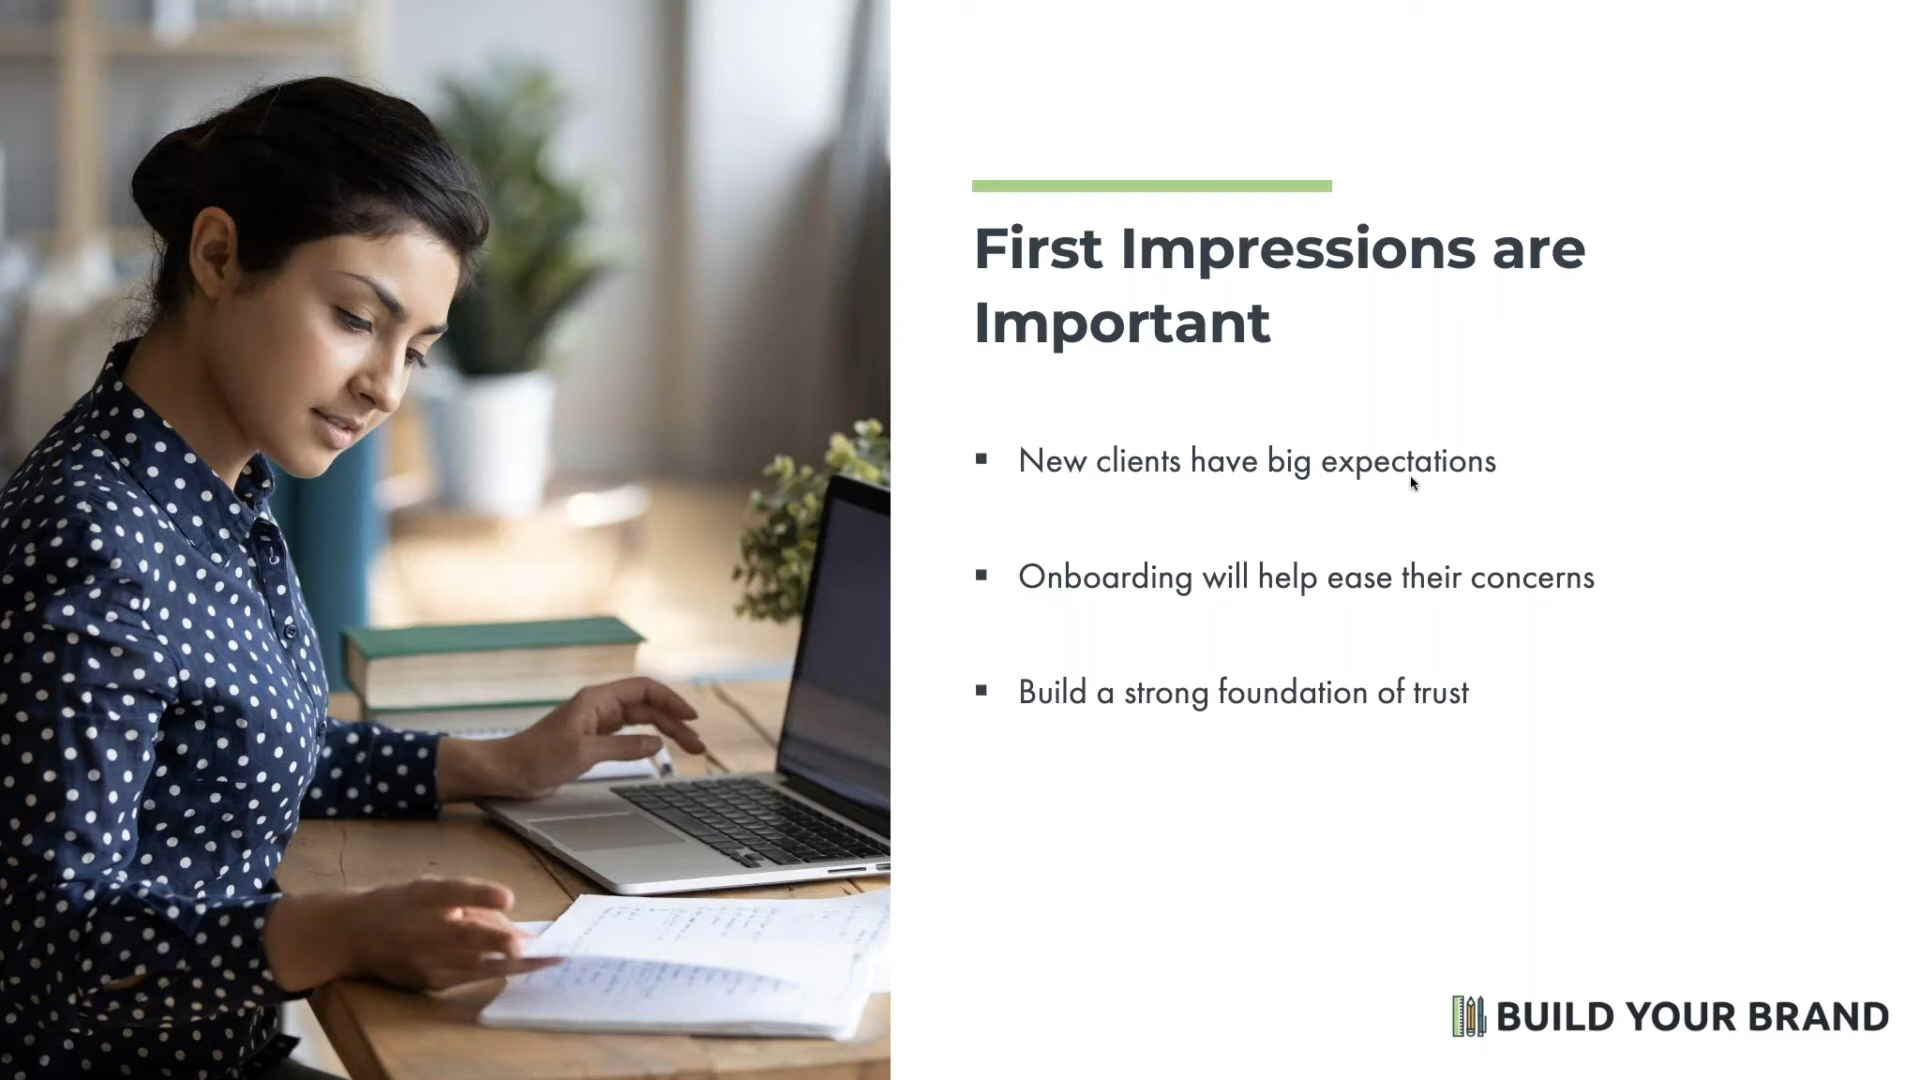 First Impressions are
Important
▪ New clients have big expectations
▪ Onboarding will help ease their concerns
▪ Build a strong foundation of trust
BUILD YOUR BRAND